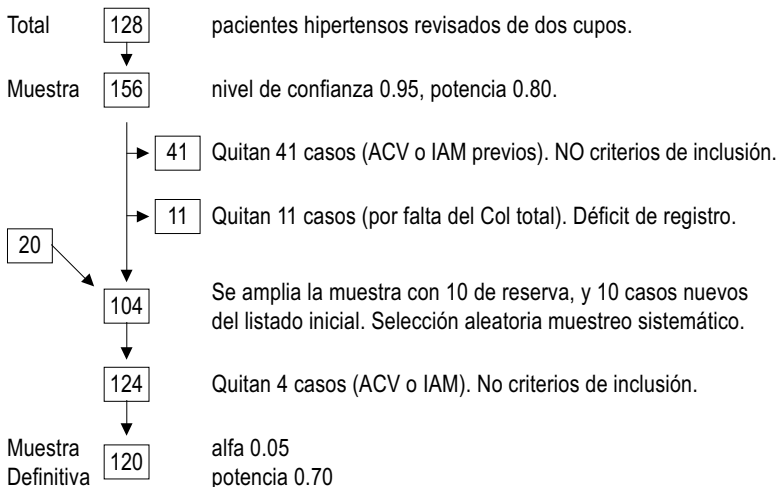 Total 128 pacientes hipertensos revisados de dos cupos.
Muestra 156 nivel de confianza 0.95, potencia 0.80.
41 Quitan 41 casos (ACV o IAM previos). NO criterios de inclusión.
11 Quitan 11 casos (por falta del Col total). Déficit de registro.
20
104 Se amplia la muestra con 10 de reserva, y 10 casos nuevos
del listado inicial. Selección aleatoria muestreo sistemático.
124 Quitan 4 casos (ACV o IAM). No criterios de inclusión.
Muestra
Definitiva
120
alfa 0.05
potencia 0.70